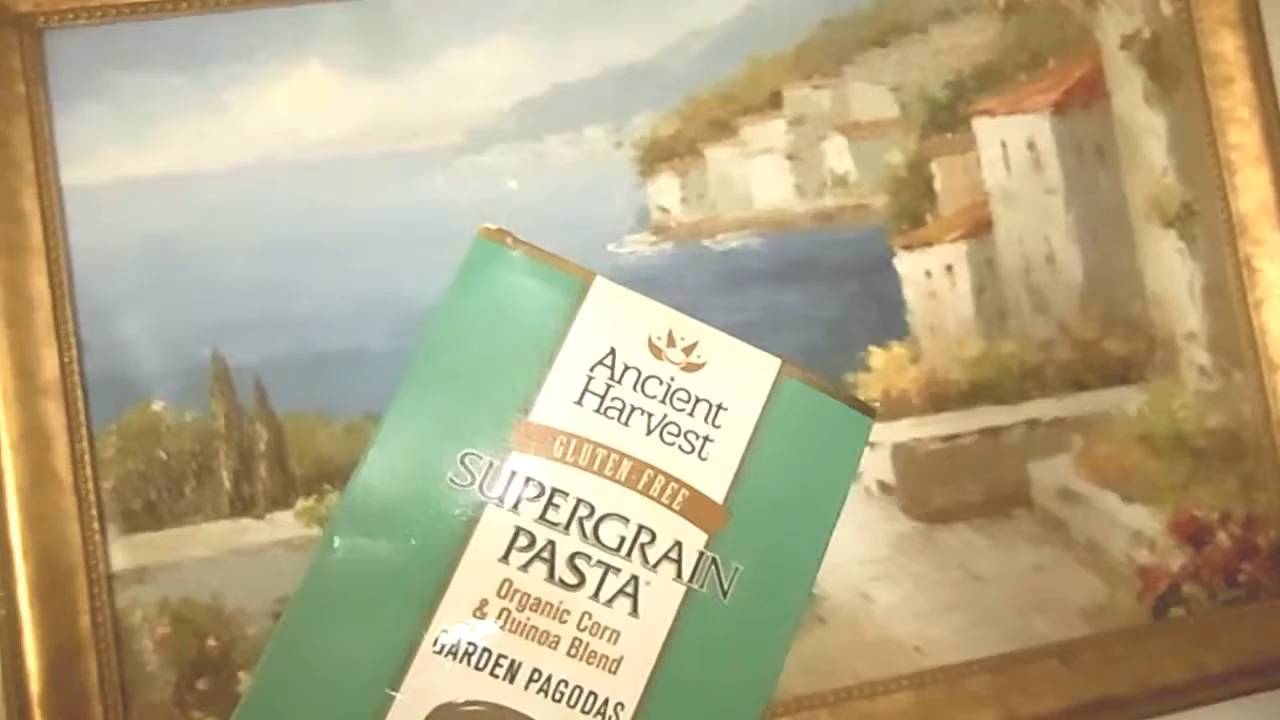 Ancient
Harvest
GLUTEN-FREE
SUPERGRAIN
PASTA
Organic Corn
& Quinoa Blend
GARDEN PAGODAS